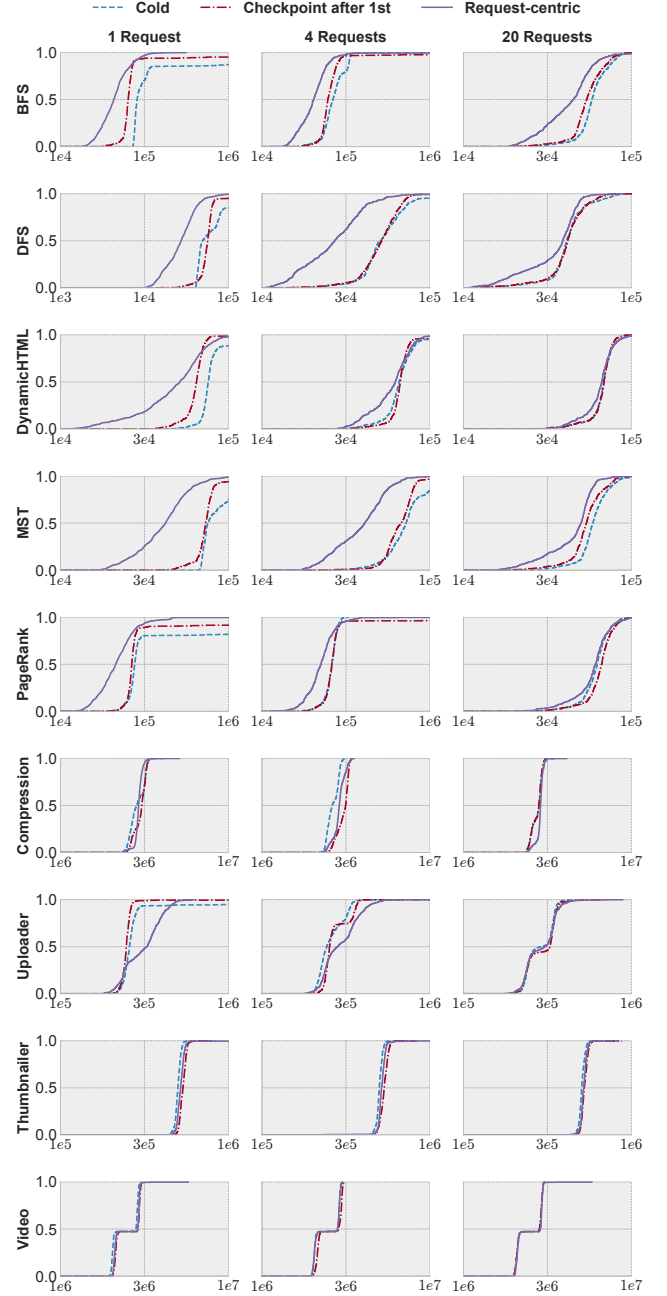 Cold Checkpoint after 1st Request-centric
1 Request 4 Requests 20 Requests
BFS
1.0
0.5
0.0
1e4 1e5 1e6 1e4 1e5 1e6 1e4 3e4 1e5
DFS
1.0
0.5
0.0
1e3 1e4 1e5 1e4 3e4 1e5 1e4 3e4 1e5
DynamicHTML
1.0
0.5
0.0
1e4 3e4 1e5 1e4 3e4 1e5 1e4 3e4 1e5
MST
1.0
0.5
0.0
1e4 3e4 1e5 1e4 3e4 1e5 1e4 3e4 1e5
PageRank
1.0
0.5
0.0
1e4 1e5 1e6 1e4 1e5 1e6 1e4 3e4 1e5
Compression
1.0
0.5
0.0
1e6 3e6 1e7 1e6 3e6 1e7 1e6 3e6 1e7
Uploader
1.0
0.5
0.0
1e5 3e5 1e6 1e5 3e5 1e6 1e5 3e5 1e6
Thumbnailer
1.0
0.5
0.0
1e5 3e5 1e6 1e5 3e5 1e6 1e5 3e5 1e6
Video
1.0
0.5
0.0
1e6 3e6 1e7 1e6 3e6 1e7 1e6 3e6 1e7